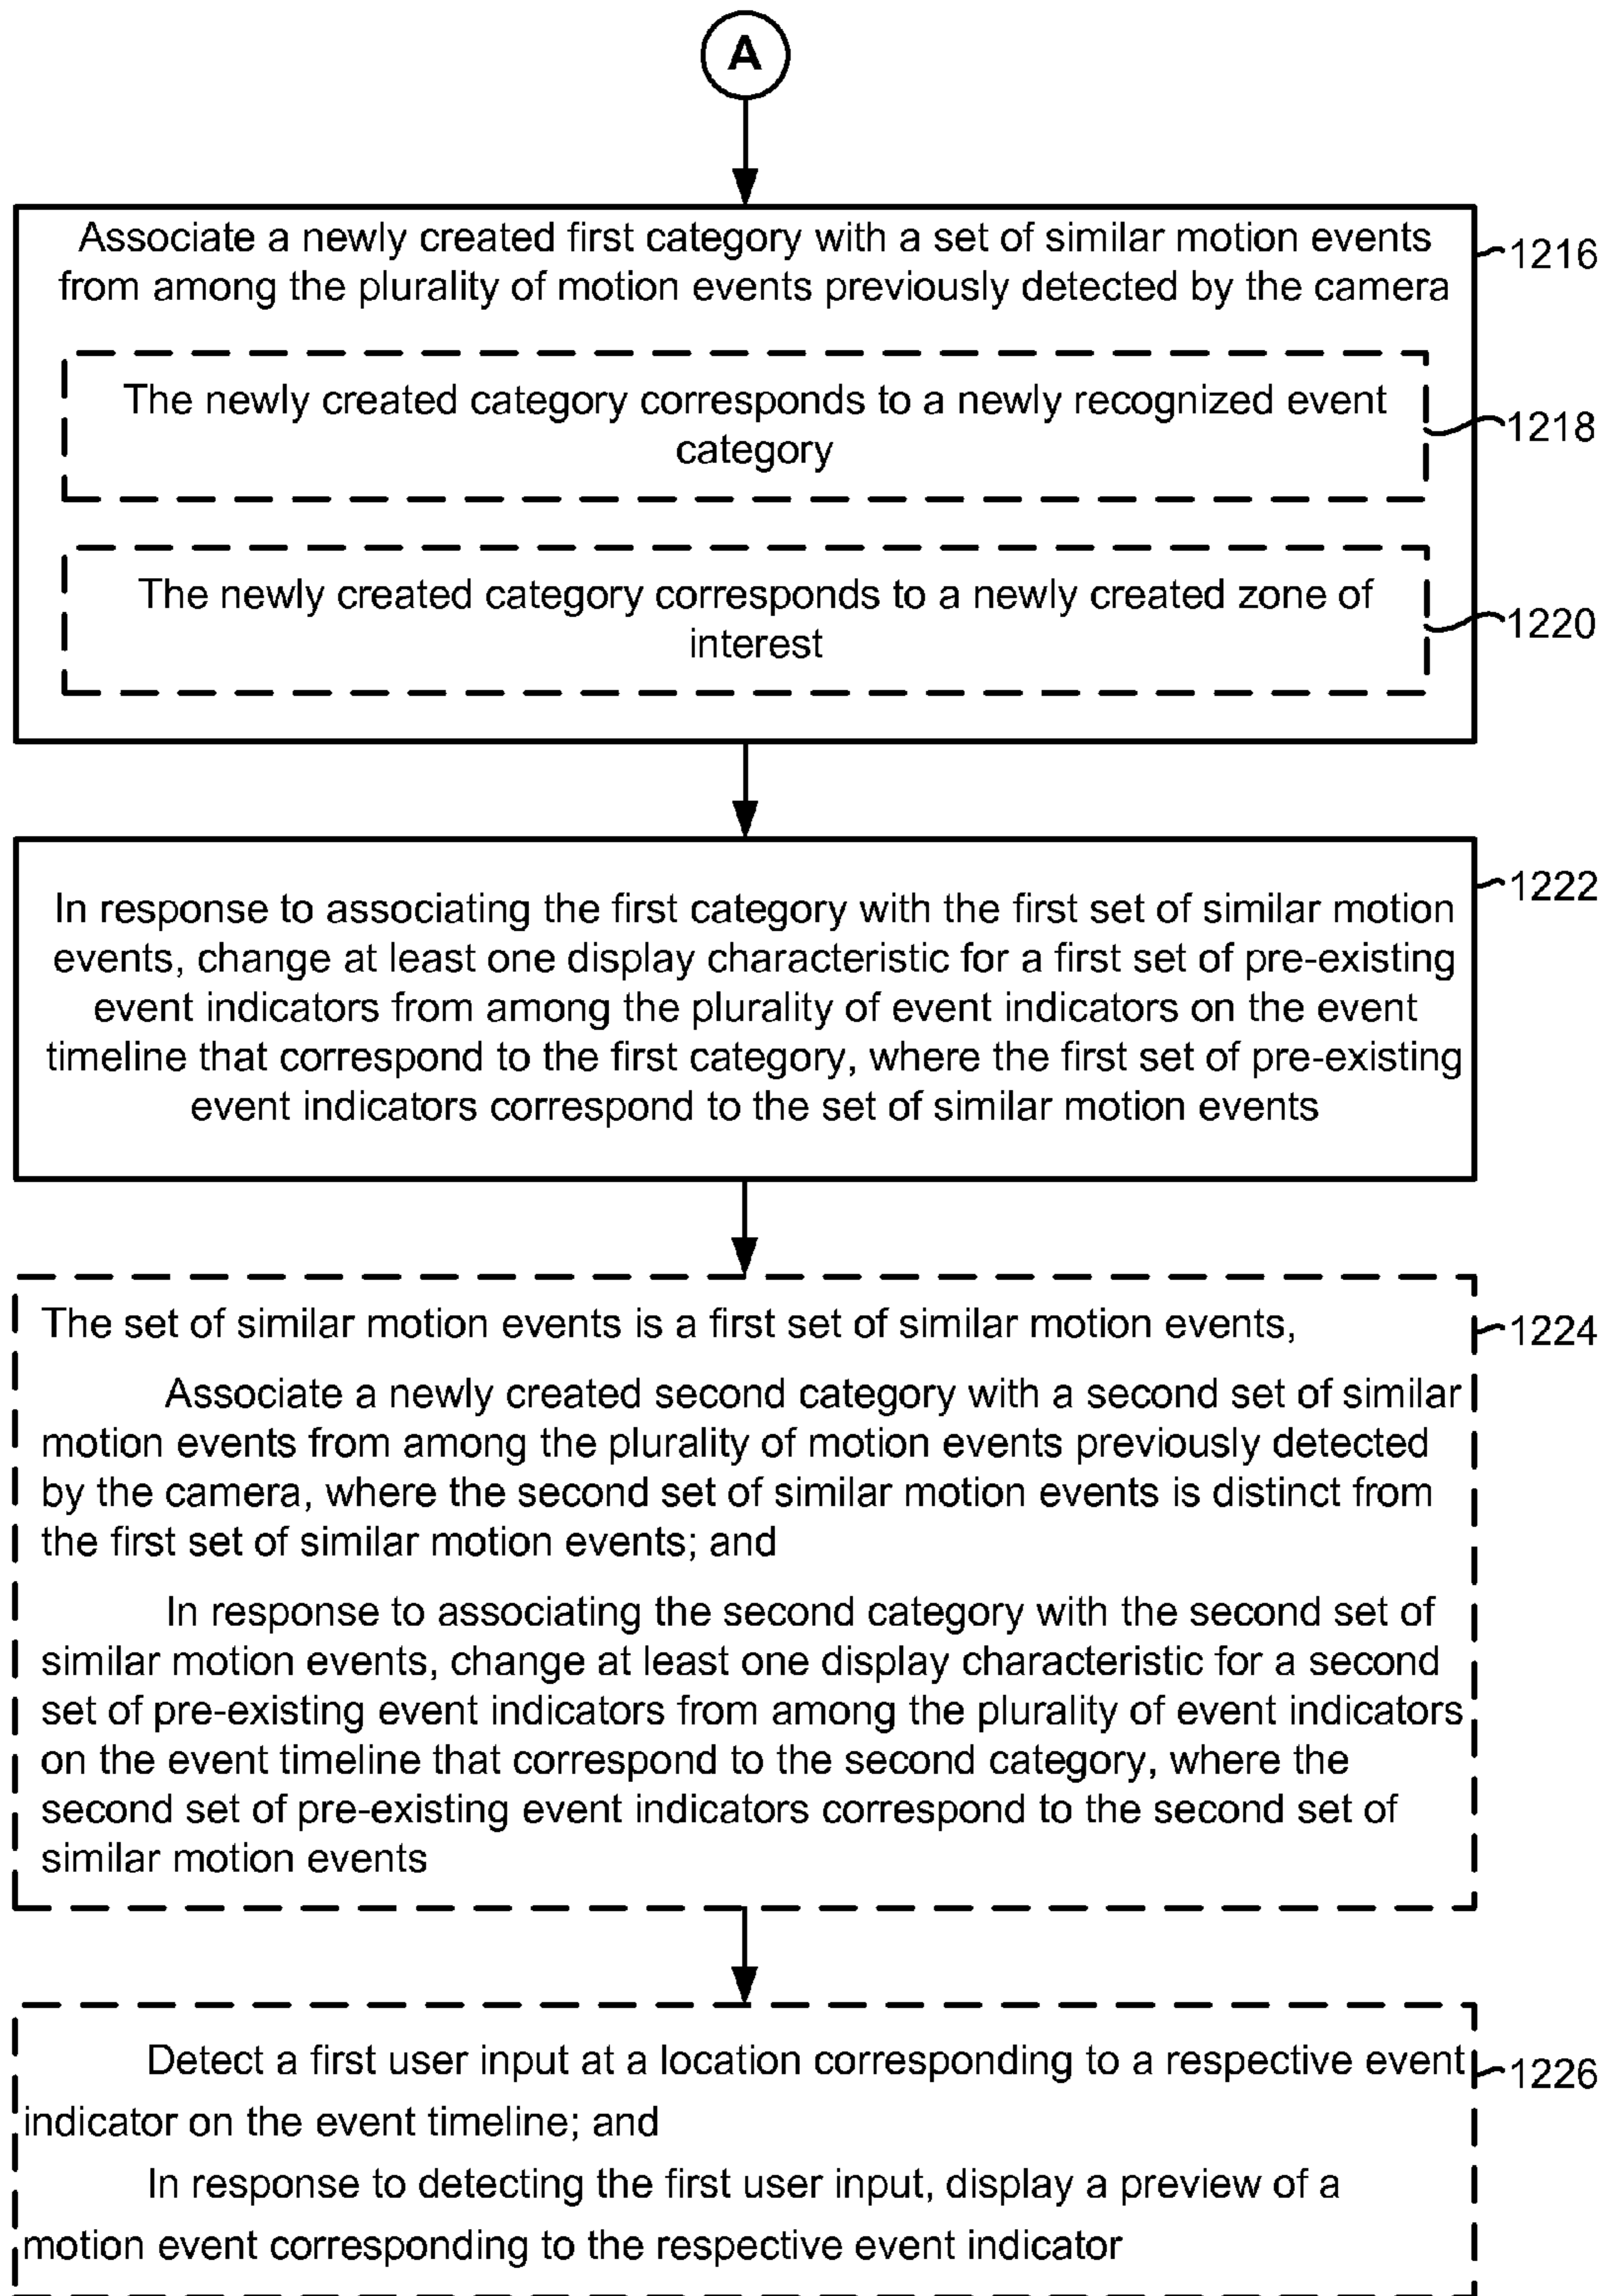 A
Associate a newly created first category with a set of similar motion events
from among the plurality of motion events previously detected by the camera
1216
The newly created category corresponds to a newly recognized event
category
1218
The newly created category corresponds to a newly created zone of
interest
1220
In response to associating the first category with the first set of similar motion
events, change at least one display characteristic for a first set of pre-existing
event indicators from among the plurality of event indicators on the event
timeline that correspond to the first category, where the first set of pre-existing
event indicators correspond to the set of similar motion events
1222
The set of similar motion events is a first set of similar motion events,
Associate a newly created second category with a second set of similar
motion events from among the plurality of motion events previously detected
by the camera, where the second set of similar motion events is distinct from
the first set of similar motion events; and
In response to associating the second category with the second set of
similar motion events, change at least one display characteristic for a second
set of pre-existing event indicators from among the plurality of event indicators
on the event timeline that correspond to the second category, where the
second set of pre-existing event indicators correspond to the second set of
similar motion events
1224
Detect a first user input at a location corresponding to a respective event
indicator on the event timeline; and
In response to detecting the first user input, display a preview of a
motion event corresponding to the respective event indicator
1226